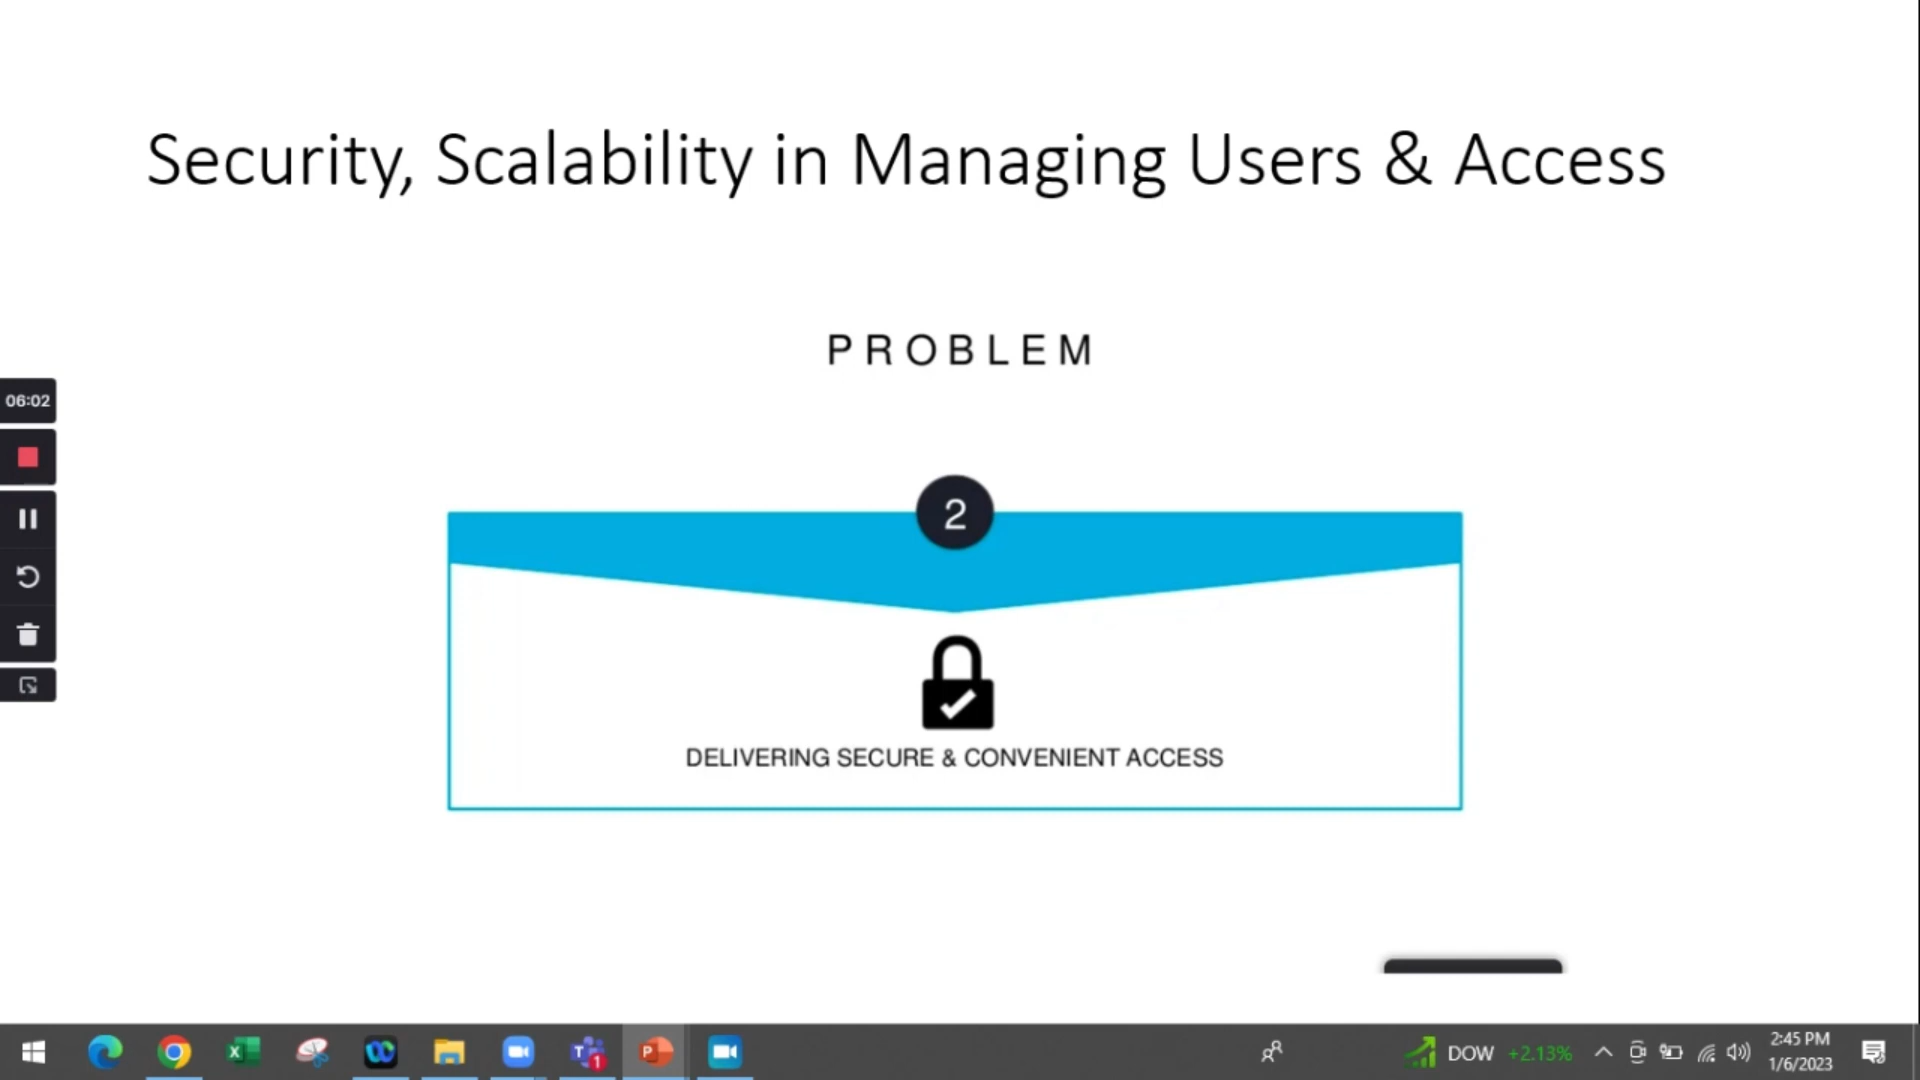 Security, Scalability in Managing Users & Access
PROBLEM
06:02
2
DELIVERING SECURE & CONVENIENT ACCESS
DOW +2.13%
2:45 PM
1/6/2023
1